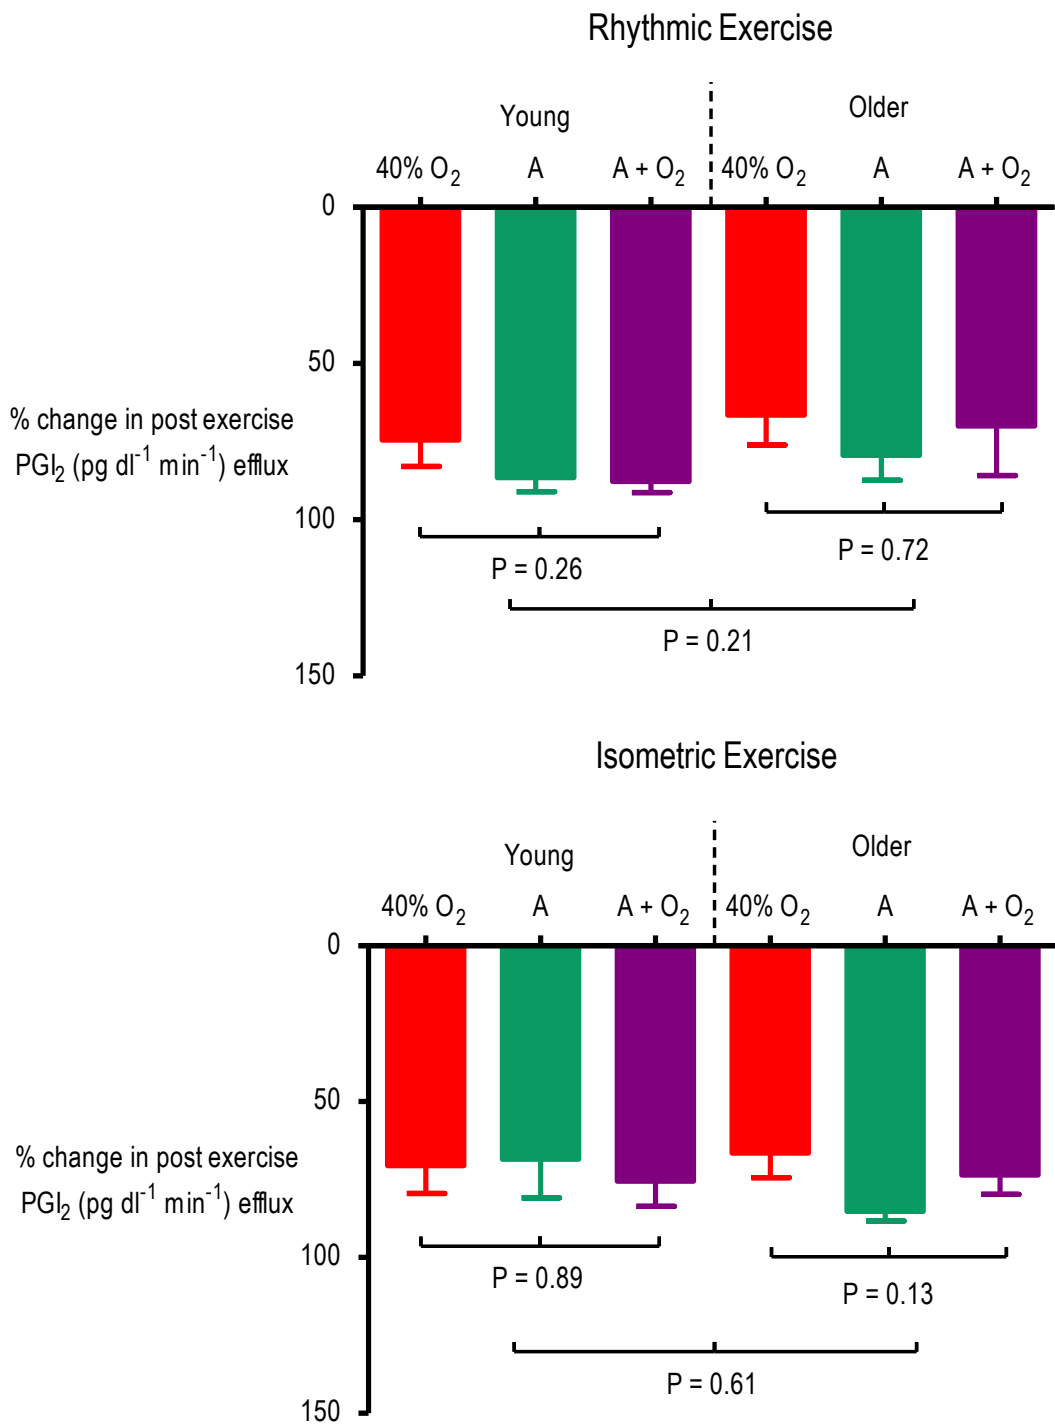 Rhythmic Exercise
Young
Older
40% O₂ A A + O₂ 40% O₂ A A + O₂
0
50
% change in post exercise
PGI₂ (pg dl⁻¹ min⁻¹) efflux
100
P = 0.26
P = 0.72
P = 0.21
150
Isometric Exercise
Young
Older
40% O₂ A A + O₂ 40% O₂ A A + O₂
0
50
% change in post exercise
PGI₂ (pg dl⁻¹ min⁻¹) efflux
100
P = 0.89
P = 0.13
P = 0.61
150